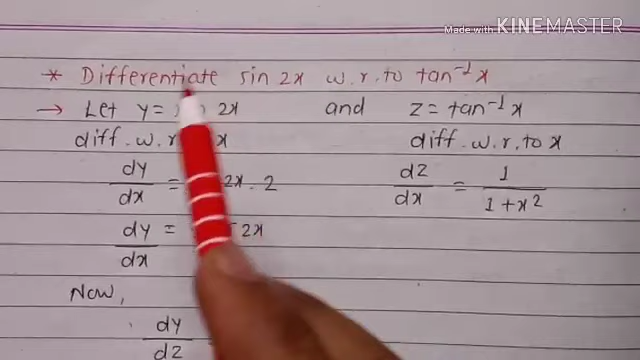 Made with KINEMASTER
* Differentiate sin 2x w.r.to tan⁻¹x
→ Let y = 2x and z = tan⁻¹x
diff. w.r x diff. w.r.to x
dy/dx = 2x . 2 dz/dx = 1/(1+x²)
dy/dx = 2x
Now,
dy/dz